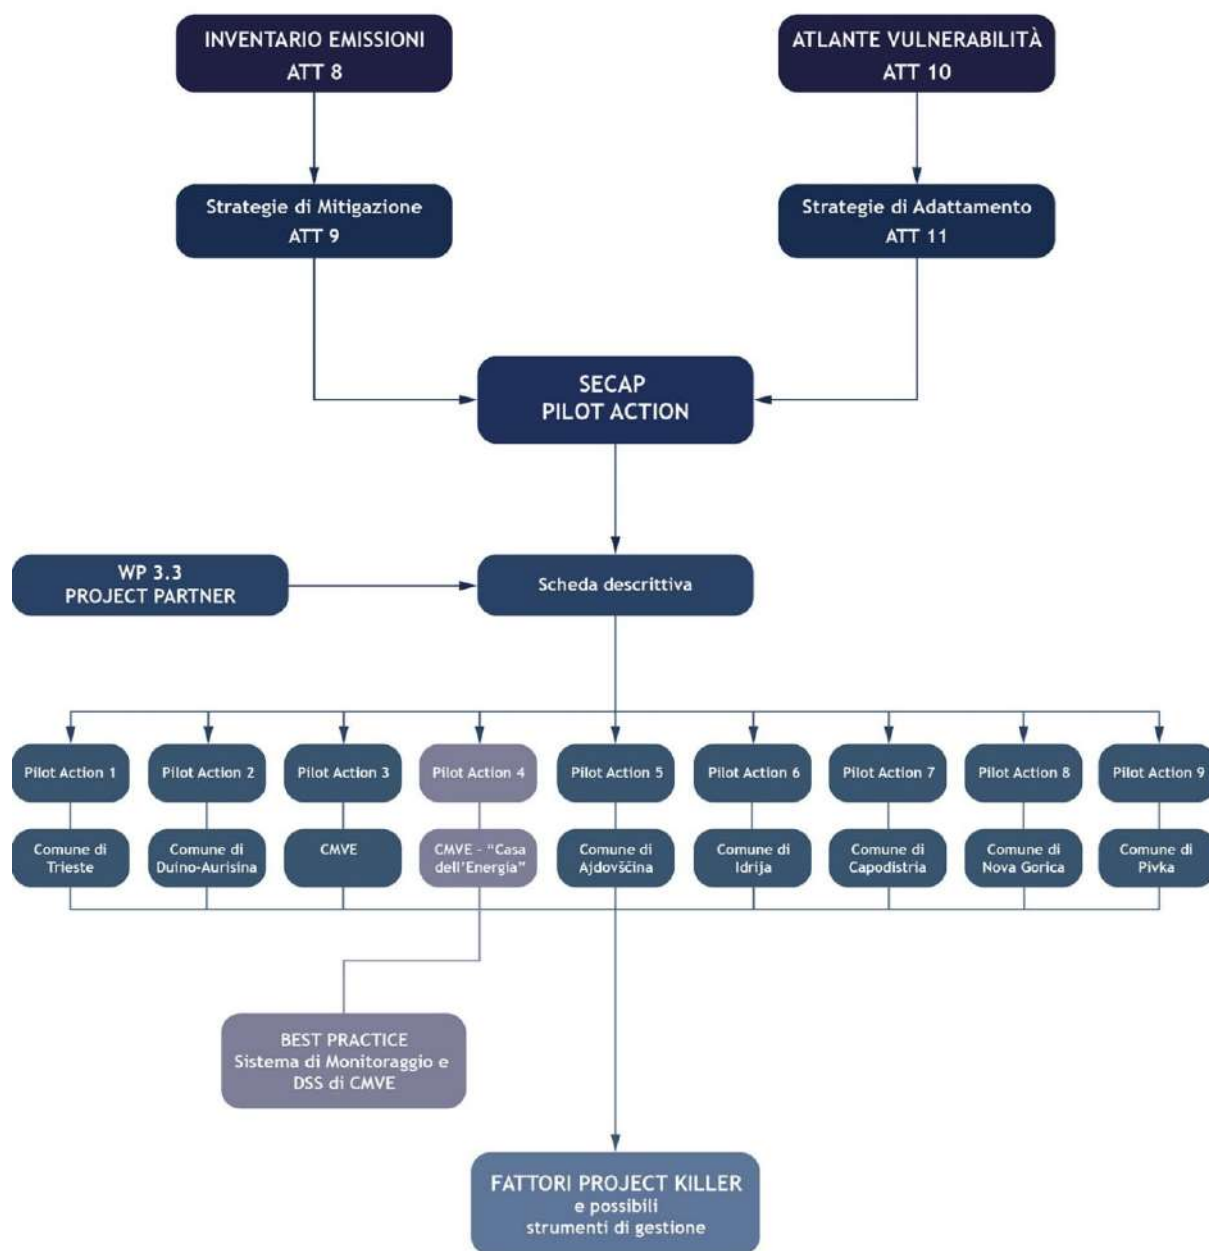 INVENTARIO EMISSIONI
ATT 8
ATLANTE VULNERABILITÀ
ATT 10
Strategie di Mitigazione
ATT 9
Strategie di Adattamento
ATT 11
SECAP
PILOT ACTION
WP 3.3
PROJECT PARTNER
Scheda descrittiva
Pilot Action 1
Pilot Action 2
Pilot Action 3
Pilot Action 4
Pilot Action 5
Pilot Action 6
Pilot Action 7
Pilot Action 8
Pilot Action 9
Comune di
Trieste
Comune di
Duino-Aurisina
CMVE
CMVE - “Casa
dell’Energia”
Comune di
Ajdovščina
Comune di
Idrija
Comune di
Capodistria
Comune di
Nova Gorica
Comune di
Pivka
BEST PRACTICE
Sistema di Monitoraggio e
DSS di CMVE
FATTORI PROJECT KILLER
e possibili
strumenti di gestione